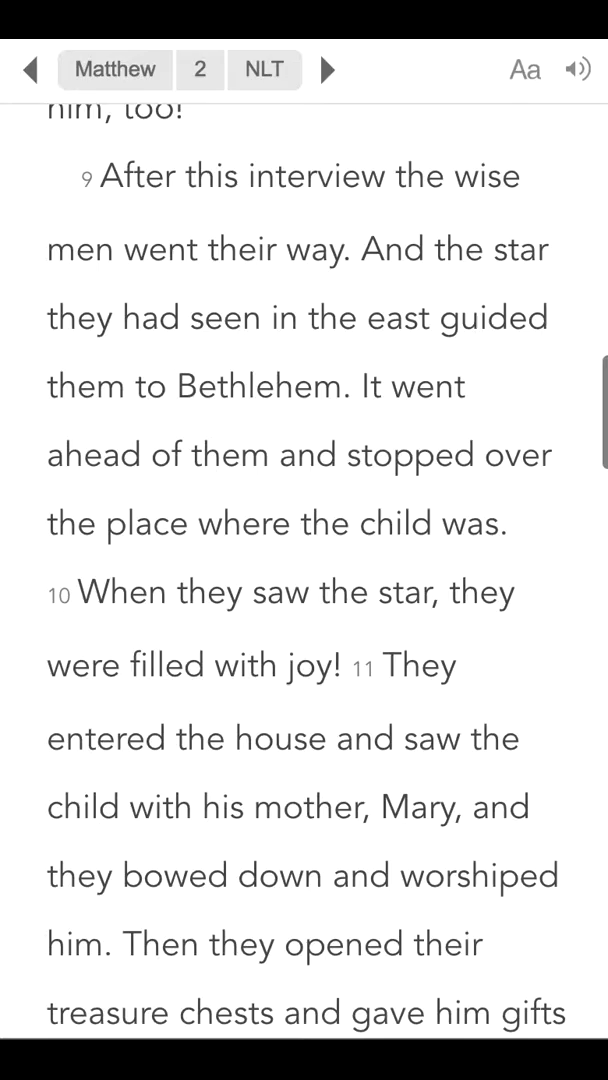 Matthew 2 NLT Aa
him, too!
9 After this interview the wise
men went their way. And the star
they had seen in the east guided
them to Bethlehem. It went
ahead of them and stopped over
the place where the child was.
10 When they saw the star, they
were filled with joy! 11 They
entered the house and saw the
child with his mother, Mary, and
they bowed down and worshiped
him. Then they opened their
treasure chests and gave him gifts